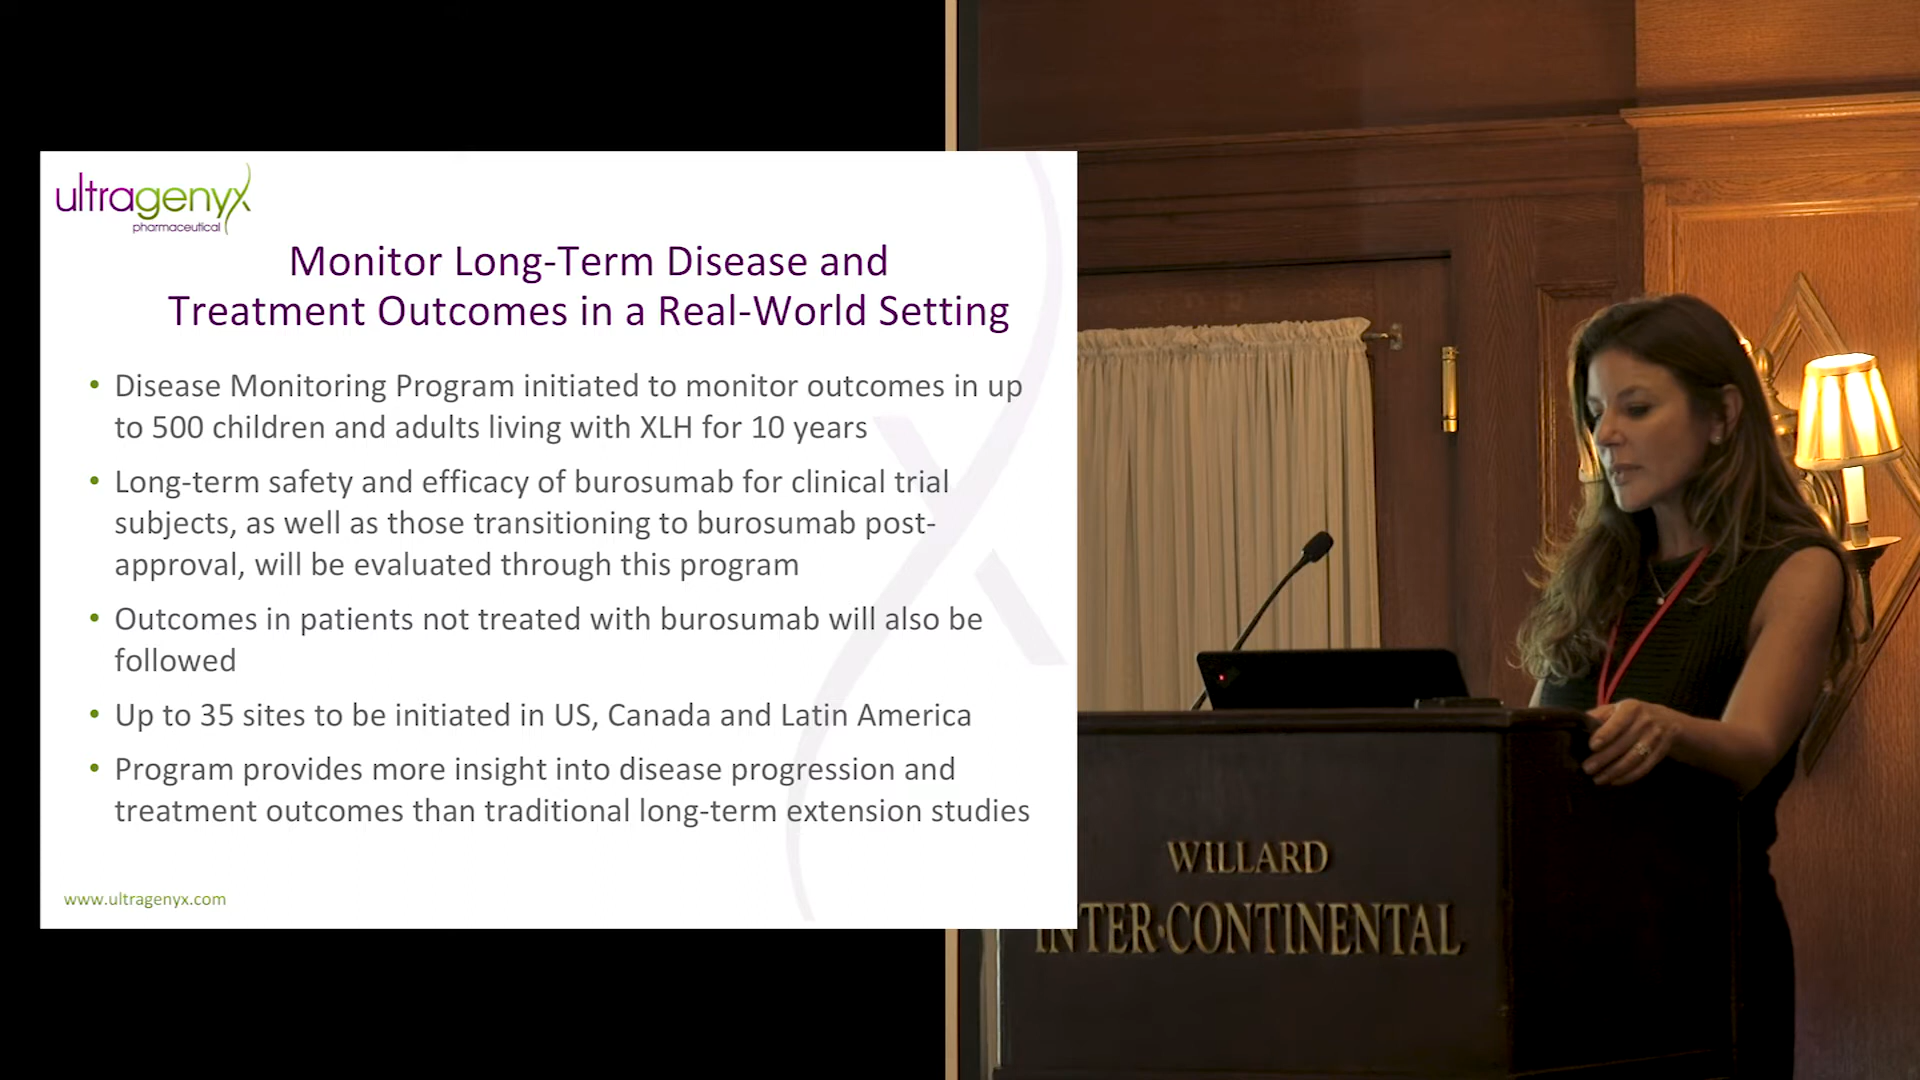 ultragenyx
pharmaceutical
Monitor Long-Term Disease and
Treatment Outcomes in a Real-World Setting
• Disease Monitoring Program initiated to monitor outcomes in up
to 500 children and adults living with XLH for 10 years
• Long-term safety and efficacy of burosumab for clinical trial
subjects, as well as those transitioning to burosumab post-
approval, will be evaluated through this program
• Outcomes in patients not treated with burosumab will also be
followed
• Up to 35 sites to be initiated in US, Canada and Latin America
• Program provides more insight into disease progression and
treatment outcomes than traditional long-term extension studies
www.ultragenyx.com
WILLARD
INTER·CONTINENTAL